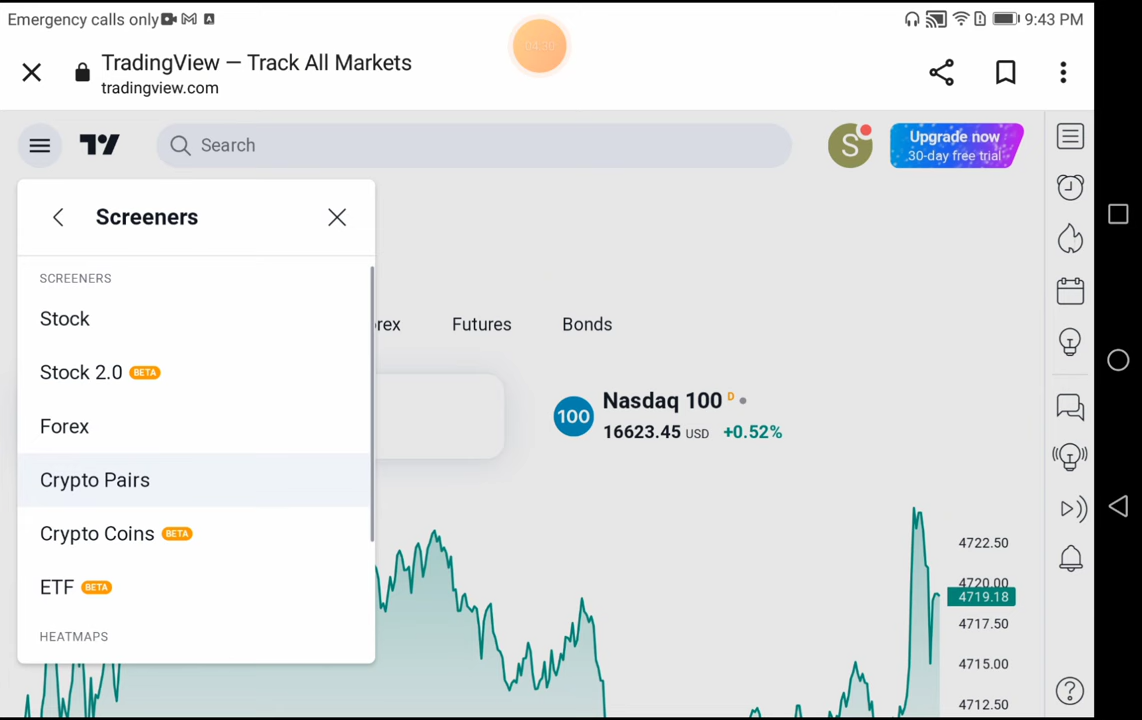 Emergency calls only
9:43 PM
04:30
TradingView — Track All Markets
tradingview.com
Search
S
Upgrade now
30-day free trial
Screeners
SCREENERS
Stock
Stock 2.0 BETA
Forex
Crypto Pairs
Crypto Coins BETA
ETF BETA
HEATMAPS
orex
Futures
Bonds
100
Nasdaq 100 D
16623.45 USD +0.52%
4722.50
4720.00
4719.18
4717.50
4715.00
4712.50